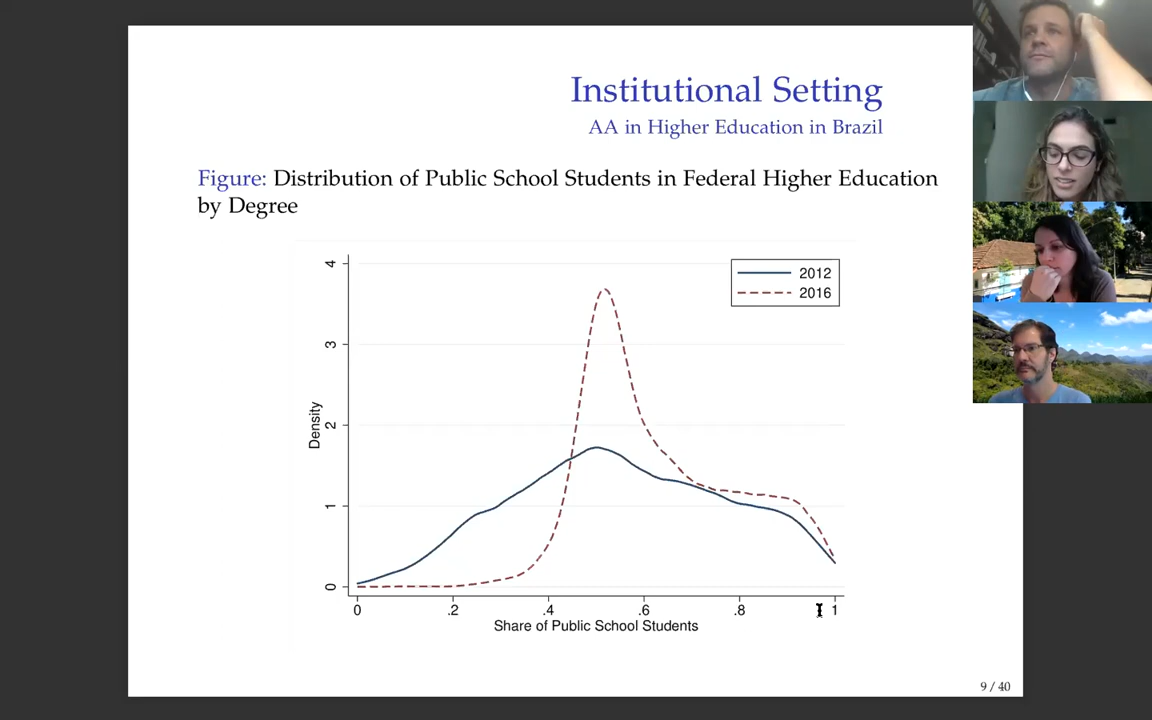 Institutional Setting
AA in Higher Education in Brazil
Figure: Distribution of Public School Students in Federal Higher Education
by Degree
2012
2016
4
3
2
1
0
Density
0 .2 .4 .6 .8 1
Share of Public School Students
9 / 40